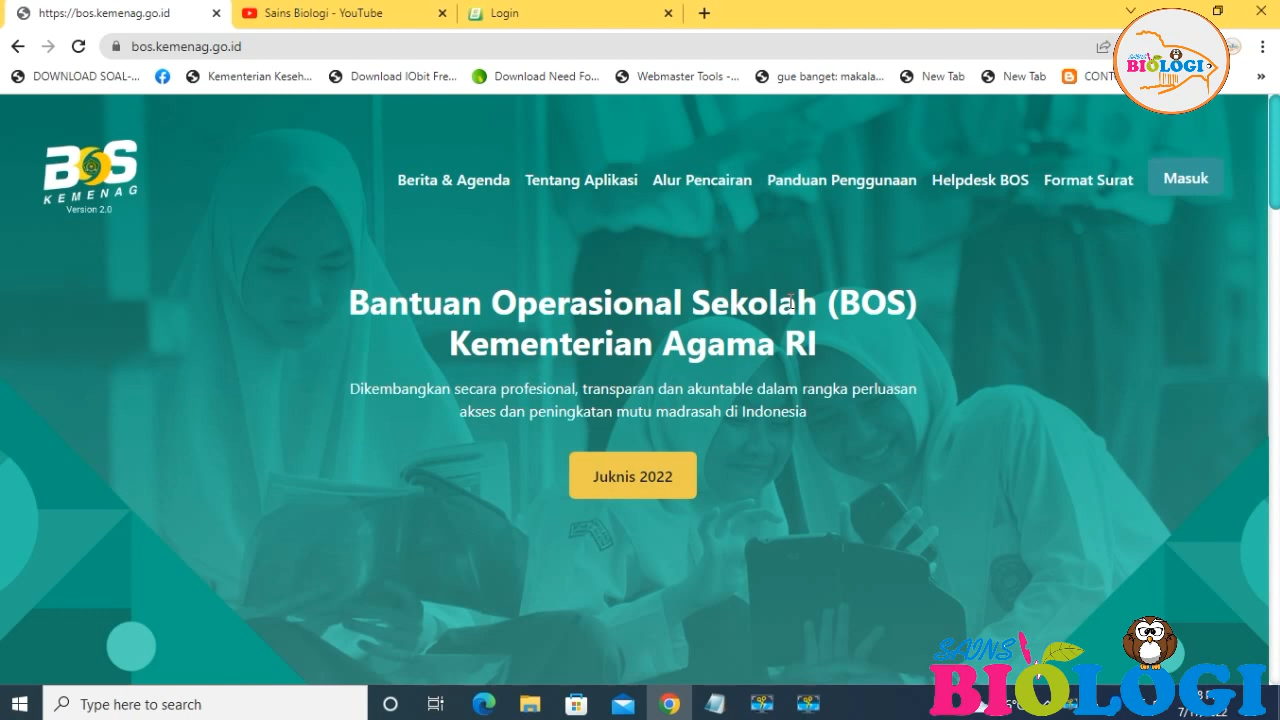 https://bos.kemenag.go.id
Sains Biologi - YouTube
Login
bos.kemenag.go.id
DOWNLOAD SOAL-...
Kementerian Keseh...
Download IObit Fre...
Download Need Fo...
Webmaster Tools -...
gue banget: makala...
New Tab
New Tab
SAINS
BIOLOGI
BOS
KEMENAG
Version 2.0
Berita & Agenda
Tentang Aplikasi
Alur Pencairan
Panduan Penggunaan
Helpdesk BOS
Format Surat
Masuk
Bantuan Operasional Sekolah (BOS)
Kementerian Agama RI
Dikembangkan secara profesional, transparan dan akuntable dalam rangka perluasan
akses dan peningkatan mutu madrasah di Indonesia
Juknis 2022
SAINS
BIOLOGI
Type here to search